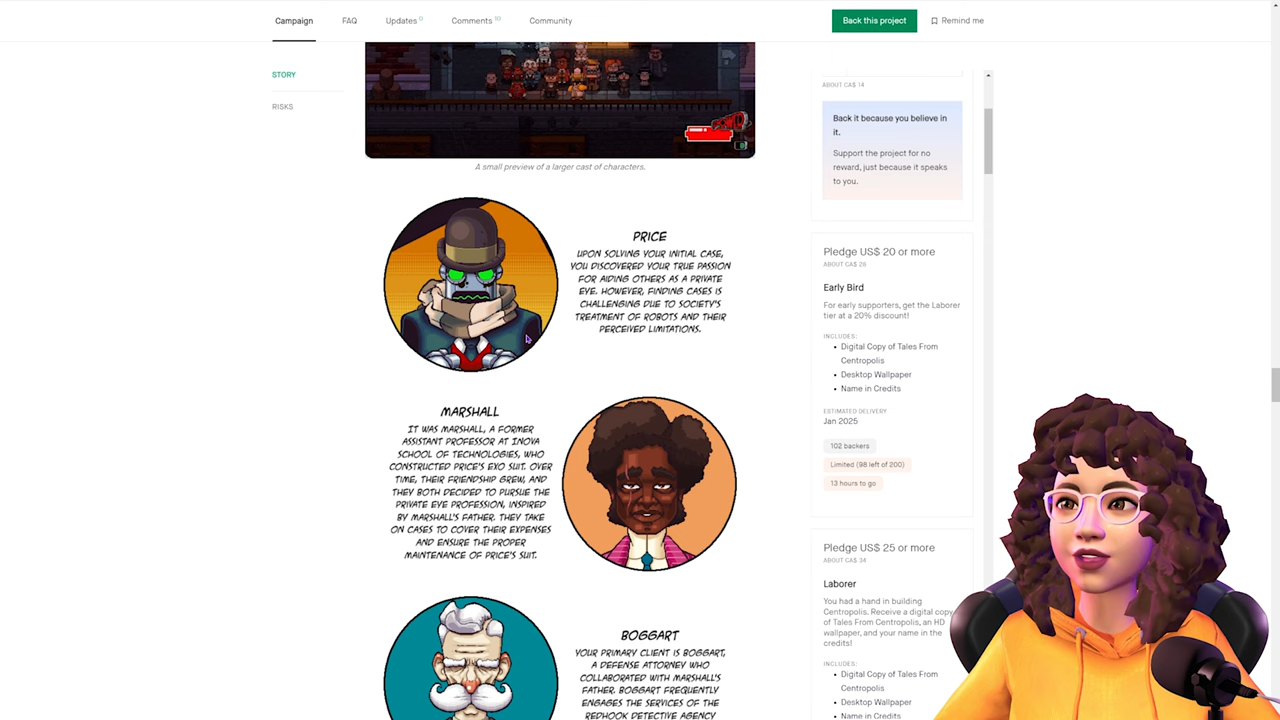 Campaign
FAQ
Updates 0
Comments 10
Community
Back this project
Remind me
STORY
RISKS
A small preview of a larger cast of characters.
PRICE
UPON SOLVING YOUR INITIAL CASE,
YOU DISCOVERED YOUR TRUE PASSION
FOR AIDING OTHERS AS A PRIVATE
EYE. HOWEVER, FINDING CASES IS
CHALLENGING DUE TO SOCIETY'S
TREATMENT OF ROBOTS AND THEIR
PERCEIVED LIMITATIONS.
MARSHALL
IT WAS MARSHALL, A FORMER
ASSISTANT PROFESSOR AT INOVA
SCHOOL OF TECHNOLOGIES, WHO
CONSTRUCTED PRICE'S EXO SUIT. OVER
TIME, THEIR FRIENDSHIP GREW, AND
THEY BOTH DECIDED TO PURSUE THE
PRIVATE EYE PROFESSION, INSPIRED
BY MARSHALL'S FATHER. THEY TAKE
ON CASES TO COVER THEIR EXPENSES
AND ENSURE THE PROPER
MAINTENANCE OF PRICE'S SUIT.
BOGGART
YOUR PRIMARY CLIENT IS BOGGART,
A DEFENSE ATTORNEY WHO
COLLABORATED WITH MARSHALL'S
FATHER. BOGGART FREQUENTLY
ENGAGES THE SERVICES OF THE
REDHOOK DETECTIVE AGENCY
ABOUT CA$ 14
Back it because you believe in
it.
Support the project for no
reward, just because it speaks
to you.
Pledge US$ 20 or more
ABOUT CA$ 28
Early Bird
For early supporters, get the Laborer
tier at a 20% discount!
INCLUDES:
• Digital Copy of Tales From
Centropolis
• Desktop Wallpaper
• Name in Credits
ESTIMATED DELIVERY
Jan 2025
102 backers
Limited (98 left of 200)
13 hours to go
Pledge US$ 25 or more
ABOUT CA$ 34
Laborer
You had a hand in building
Centropolis. Receive a digital copy
of Tales From Centropolis, an HD
wallpaper, and your name in the
credits!
INCLUDES:
• Digital Copy of Tales From
Centropolis
• Desktop Wallpaper
• Name in Credits